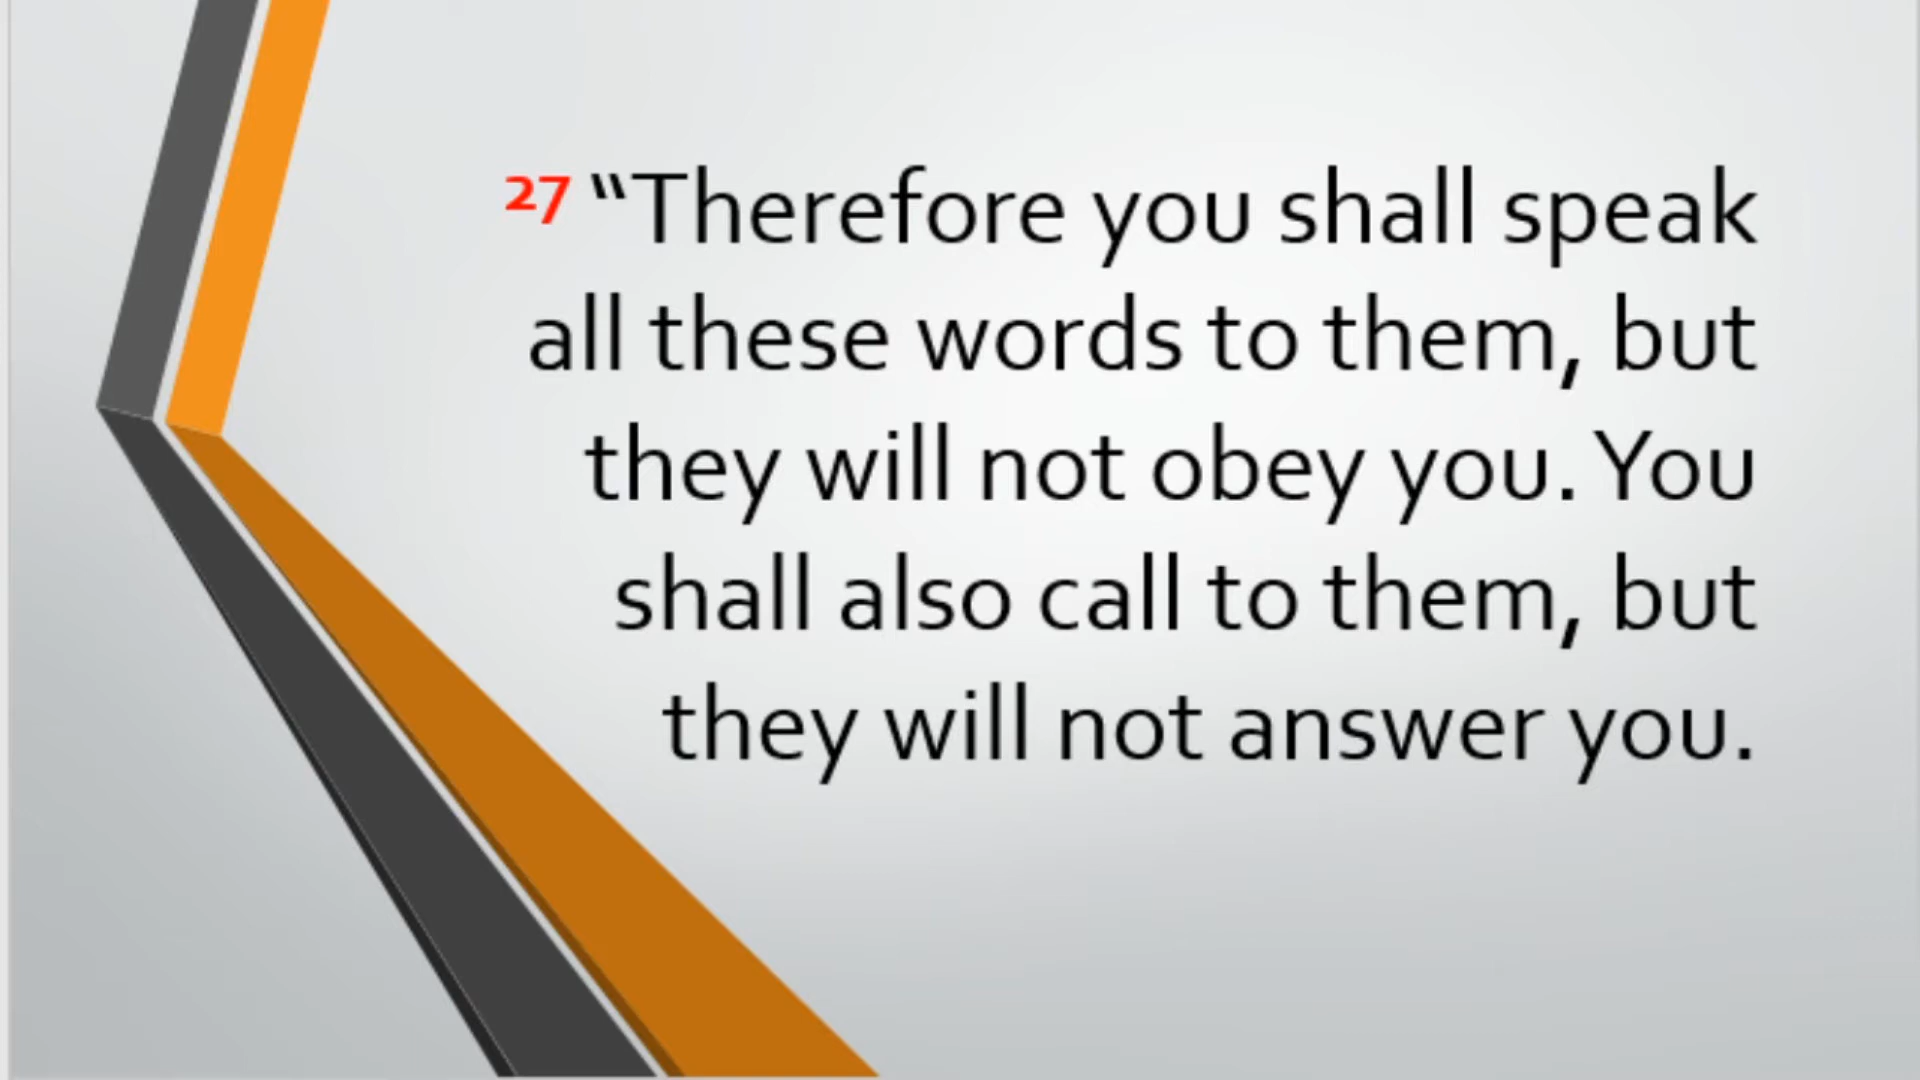 27 “Therefore you shall speak
all these words to them, but
they will not obey you. You
shall also call to them, but
they will not answer you.